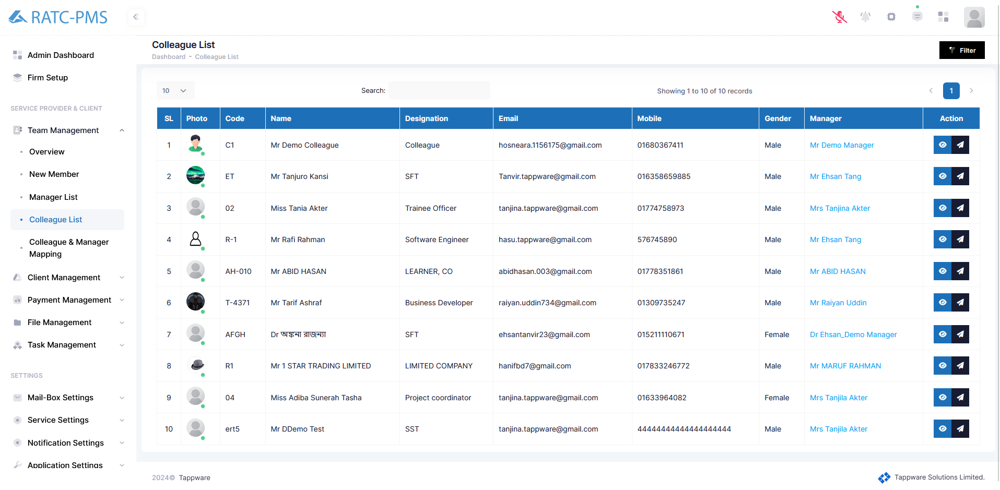 RATC-PMS
Admin Dashboard
Firm Setup
SERVICE PROVIDER & CLIENT
Team Management
Overview
New Member
Manager List
Colleague List
Colleague & Manager
Mapping
Client Management
Payment Management
File Management
Task Management
SETTINGS
Mail-Box Settings
Service Settings
Notification Settings
Application Settings
Colleague List
Dashboard - Colleague List
Filter
10 Search: Showing 1 to 10 of 10 records 1
SL Photo Code Name Designation Email Mobile Gender Manager Action
1 C1 Mr Demo Colleague Colleague hosneara.1156175@gmail.com 01680367411 Male Mr Demo Manager
2 ET Mr Tanjuro Kansi SFT Tanvir.tappware@gmail.com 016358659885 Male Mr Ehsan Tang
3 02 Miss Tania Akter Trainee Officer tanjina.tappware@gmail.com 01774758973 Male Mrs Tanjina Akter
4 R-1 Mr Rafi Rahman Software Engineer hasu.tappware@gmail.com 576745890 Male Mr Ehsan Tang
5 AH-010 Mr ABID HASAN LEARNER, CO abidhasan.003@gmail.com 01778351861 Male Mr ABID HASAN
6 T-4371 Mr Tarif Ashraf Business Developer raiyan.uddin734@gmail.com 01309735247 Male Mr Raiyan Uddin
7 AFGH Dr অঙ্কনা রাজন্যা SFT ehsantanvir23@gmail.com 015211110671 Female Dr Ehsan_Demo Manager
8 R1 Mr 1 STAR TRADING LIMITED LIMITED COMPANY hanifbd7@gmail.com 017833246772 Male Mr MARUF RAHMAN
9 04 Miss Adiba Sunerah Tasha Project coordinator tanjina.tappware@gmail.com 01633964082 Female Mrs Tanjila Akter
10 ert5 Mr DDemo Test SST tanjina.tappware@gmail.com 44444444444444444444 Male Mrs Tanjila Akter
2024© Tappware
Tappware Solutions Limited.